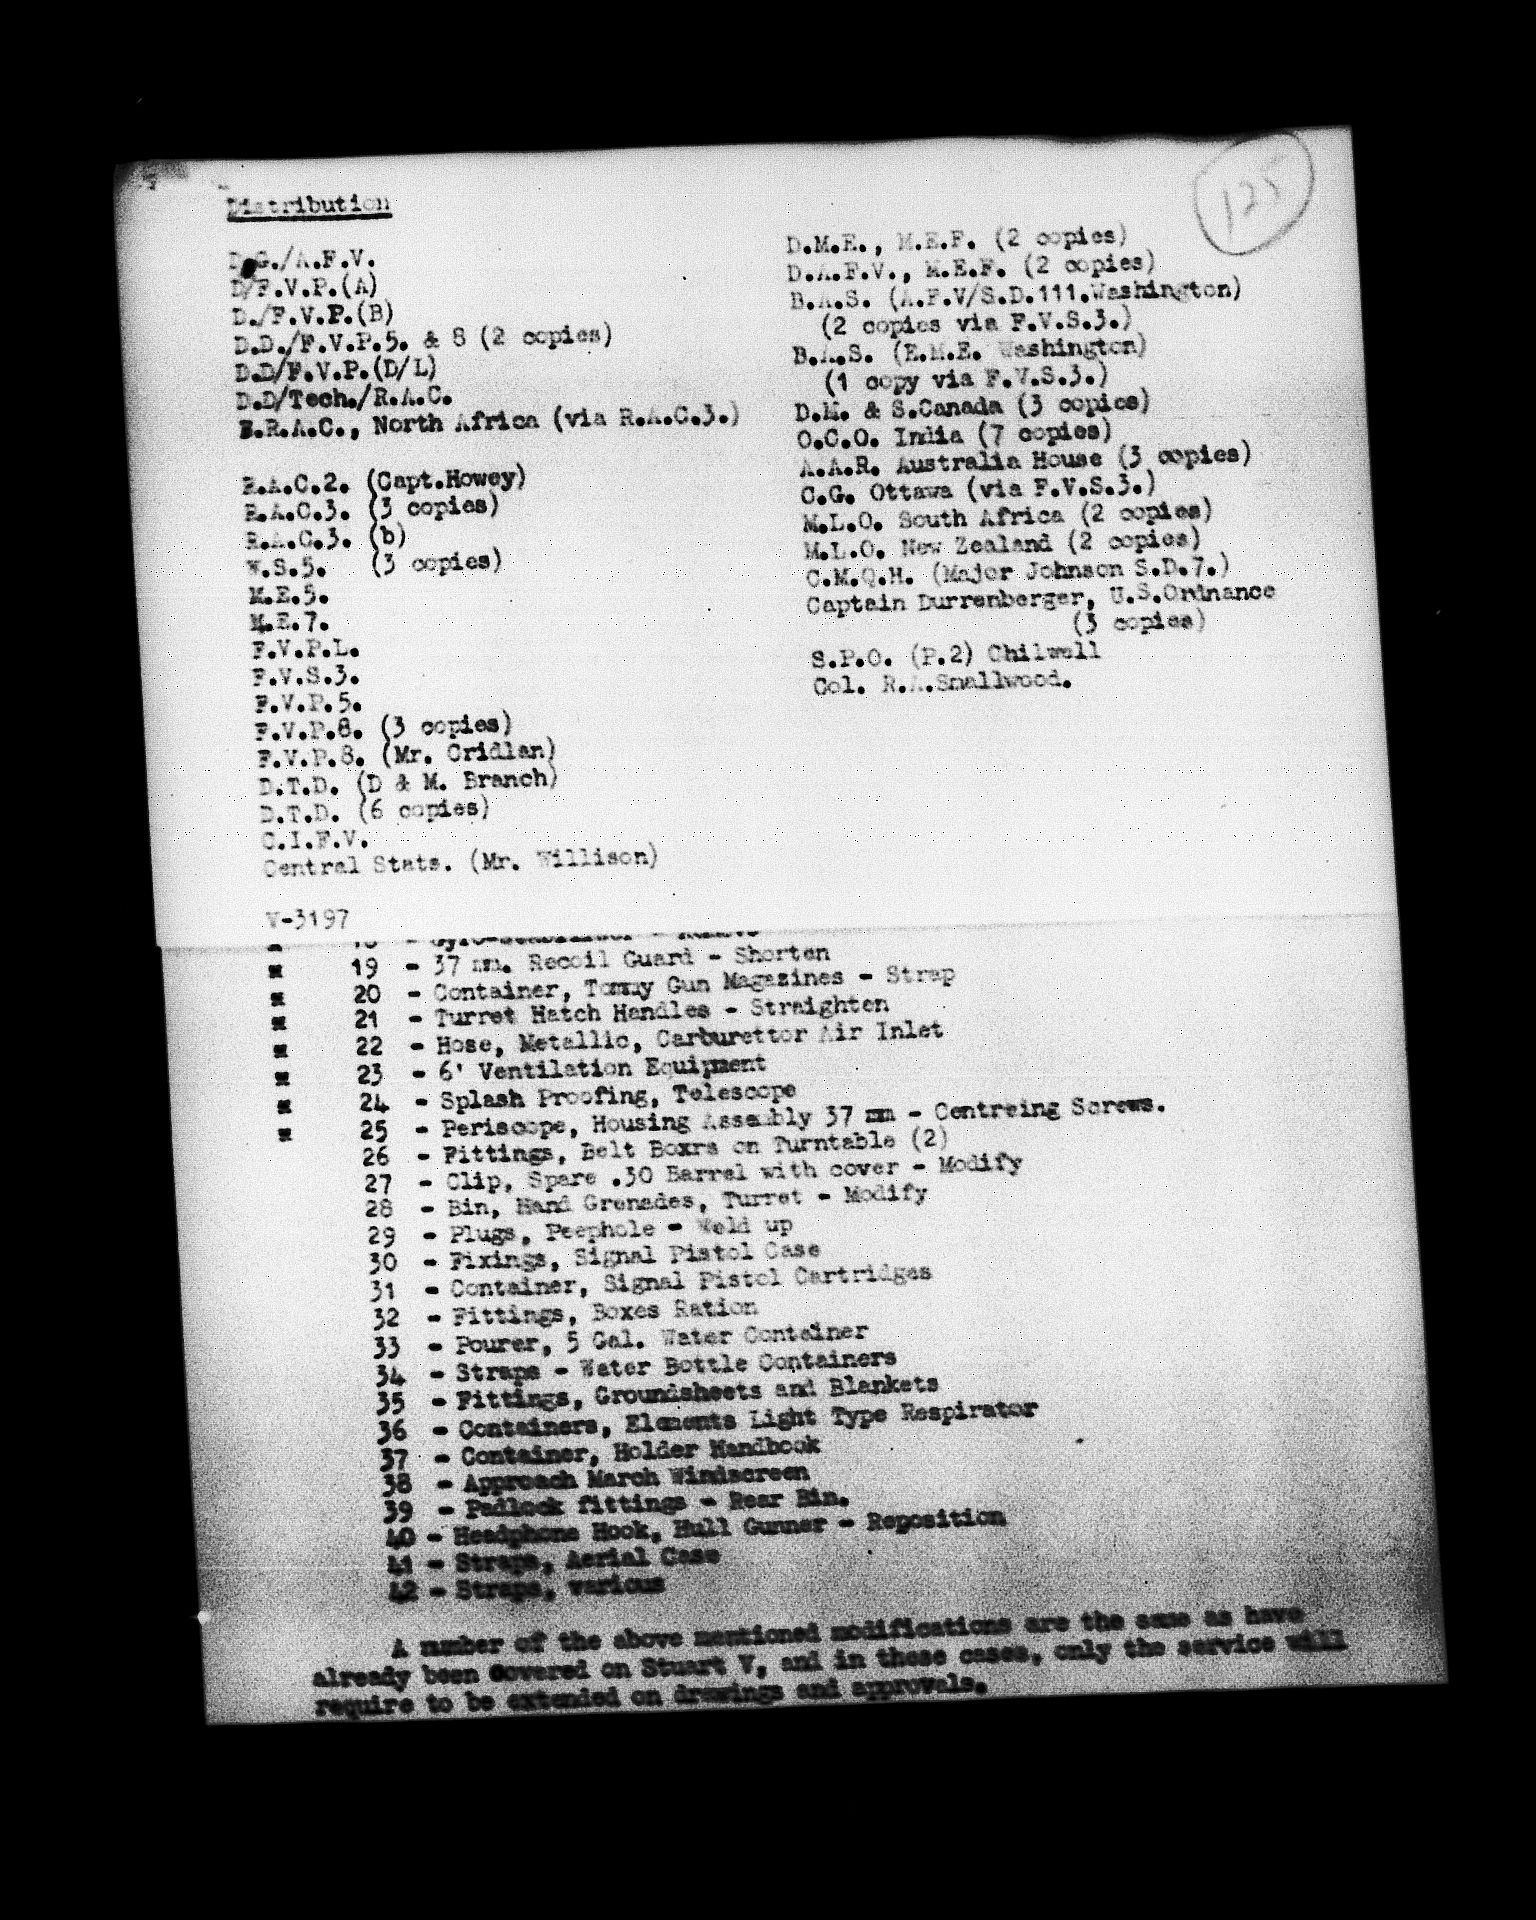 125
Distribution
D.G./A.F.V.
D/F.V.P.(A)
D./F.V.P.(B)
D.D./F.V.P.5. & 8 (2 copies)
D.D/F.V.P.(D/L)
D.D/Tech./R.A.C.
B.R.A.C., North Africa (via R.A.C.3.)
R.A.C.2. (Capt.Howey)
R.A.C.3. (3 copies)
R.A.C.3. (b)
W.S.5. (3 copies)
M.E.5.
M.E.7.
F.V.P.L.
F.V.S.3.
F.V.P.5.
F.V.P.8. (3 copies)
F.V.P.8. (Mr. Cridlan)
D.T.D. (D & M. Branch)
D.T.D. (6 copies)
C.I.F.V.
Central Stats. (Mr. Willison)
V-3197
D.M.E., M.E.F. (2 copies)
D.A.F.V., M.E.F. (2 copies)
B.A.S. (A.F.V/S.D.111.Washington)
(2 copies via F.V.S.3.)
B.A.S. (E.M.E. Washington)
(1 copy via F.V.S.3.)
D.M. & S.Canada (3 copies)
O.C.O. India (7 copies)
A.A.R. Australia House (3 copies)
C.G. Ottawa (via F.V.S.3.)
M.L.O. South Africa (2 copies)
M.L.O. New Zealand (2 copies)
C.M.Q.H. (Major Johnson S.D.7.)
Captain Durrenberger, U.S.Ordnance
(3 copies)
S.P.O. (P.2) Chilwell
Col. R.A.Smallwood.
19 - 37 mm. Recoil Guard - Shorten
20 - Container, Tommy Gun Magazines - Strap
21 - Turret Hatch Handles - Straighten
22 - Hose, Metallic, Carburettor Air Inlet
23 - 6' Ventilation Equipment
24 - Splash Proofing, Telescope
25 - Periscope, Housing Assembly 37 mm - Centreing Screws.
26 - Fittings, Belt Boxrs on Turntable (2)
27 - Clip, Spare .30 Barrel with cover - Modify
28 - Bin, Hand Grenades, Turret - Modify
29 - Plugs, Peephole - Weld up
30 - Fixings, Signal Pistol Case
31 - Container, Signal Pistol Cartridges
32 - Fittings, Boxes Ration
33 - Pourer, 5 Gal. Water Container
34 - Straps - Water Bottle Containers
35 - Fittings, Groundsheets and Blankets
36 - Containers, Elements Light Type Respirator
37 - Container, Holder Handbook
38 - Approach March Windscreen
39 - Padlock fittings - Rear Bin.
40 - Headphone Hook, Hull Gunner - Reposition
41 - Straps, Aerial Case
42 - Straps, various
A number of the above mentioned modifications are the same as have
already been Covered on Stuart V, and in these cases, only the service will
require to be extended on drawings and approvals.